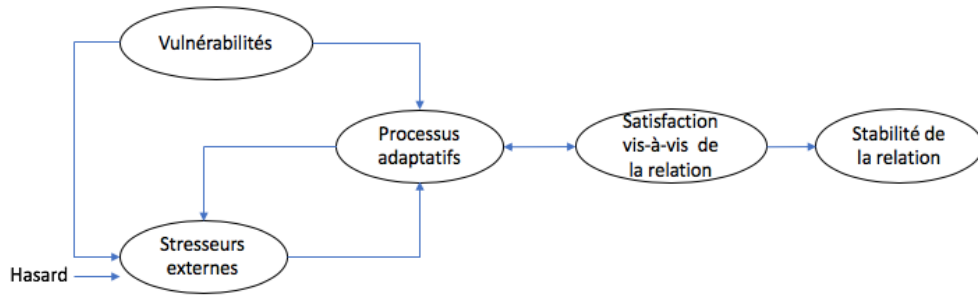 Vulnérabilités
Processus
adaptatifs
Satisfaction
vis-à-vis de
la relation
Stabilité de
la relation
Stresseurs
externes
Hasard